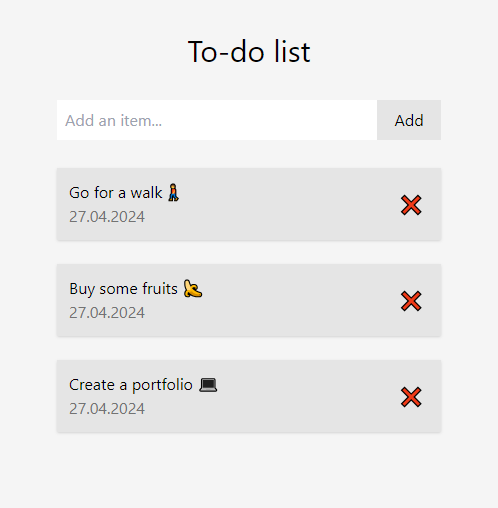 To-do list
Add an item...
Add
Go for a walk 🚶‍♀️
27.04.2024
❌
Buy some fruits 🍌
27.04.2024
❌
Create a portfolio 💻
27.04.2024
❌